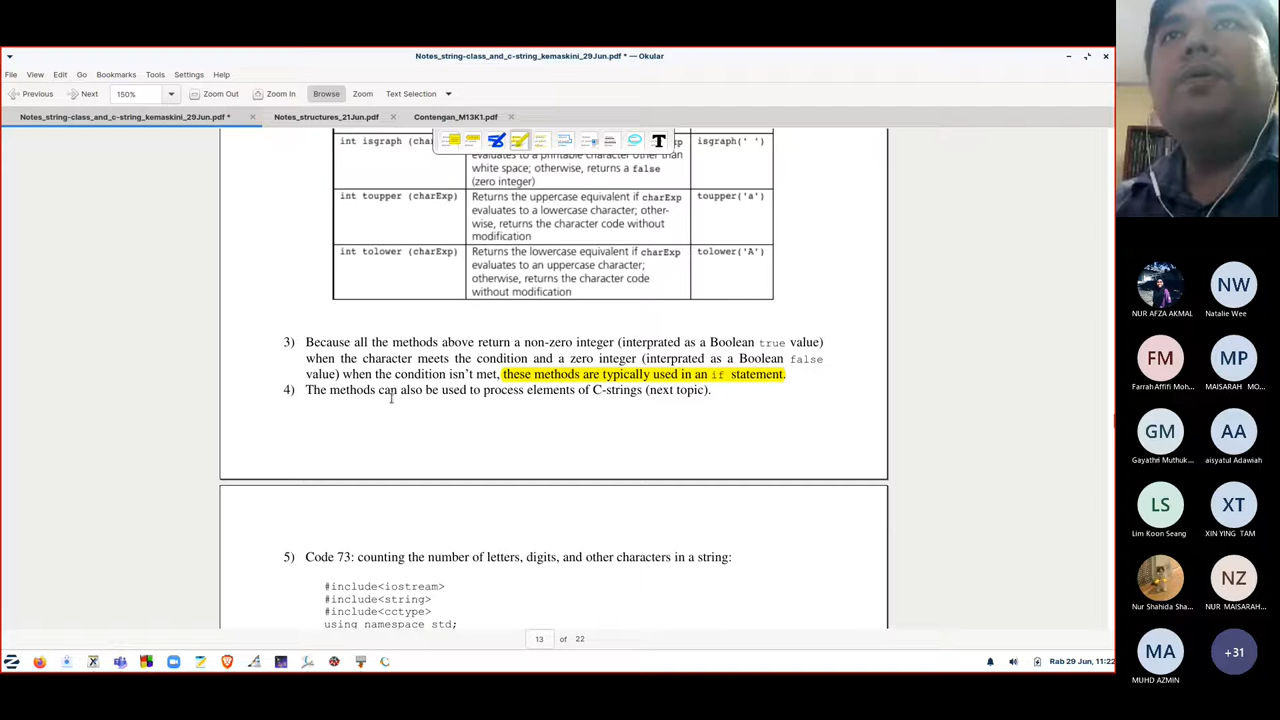 Notes_string-class_and_c-string_kemaskini_29Jun.pdf * — Okular
File View Edit Go Bookmarks Tools Settings Help
Previous Next 150% Zoom Out Zoom In Browse Zoom Text Selection
Notes_string-class_and_c-string_kemaskini_29Jun.pdf * Notes_structures_21Jun.pdf Contengan_M13K1.pdf
int isgraph (char
evaluates to a printable character other than
white space; otherwise, returns a false
(zero integer)
isgraph(' ')
int toupper (charExp)
Returns the uppercase equivalent if charExp
evaluates to a lowercase character; other-
wise, returns the character code without
modification
toupper('a')
int tolower (charExp)
Returns the lowercase equivalent if charExp
evaluates to an uppercase character;
otherwise, returns the character code
without modification
tolower('A')
3) Because all the methods above return a non-zero integer (interprated as a Boolean true value)
when the character meets the condition and a zero integer (interprated as a Boolean false
value) when the condition isn't met, these methods are typically used in an if statement.
4) The methods can also be used to process elements of C-strings (next topic).
5) Code 73: counting the number of letters, digits, and other characters in a string:
#include<iostream>
#include<string>
#include<cctype>
using namespace std;
13 of 22
Rab 29 Jun, 11:22
NUR AFZA AKMAL
NW
Natalie Wee
FM
Farrah Affifi Moh...
MP
MAISARAH MO...
GM
Gayathri Muthuk...
AA
aisyatul Adawiah
LS
Lim Koon Seang
XT
XIN YING TAM
Nur Shahida Sha...
NZ
NUR MAISARAH...
MA
MUHD AZMIN
+31